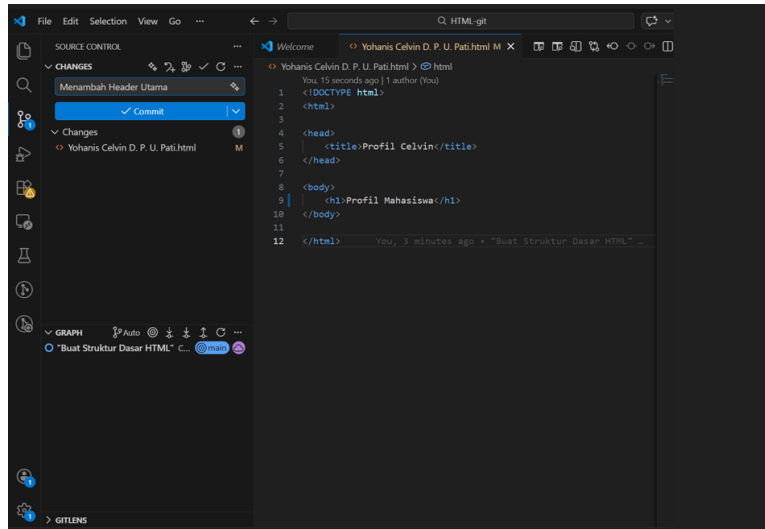 File Edit Selection View Go ...
HTML-git
SOURCE CONTROL ...
CHANGES ...
Menambah Header Utama
Commit
Changes 1
Yohanis Celvin D. P. U. Pati.html M
GRAPH Auto ...
"Buat Struktur Dasar HTML" C... main
GITLENS
1
1
1
Welcome Yohanis Celvin D. P. U. Pati.html M
Yohanis Celvin D. P. U. Pati.html > html
You, 15 seconds ago | 1 author (You)
1 <!DOCTYPE html>
2 <html>
3
4 <head>
5 <title>Profil Celvin</title>
6 </head>
7
8 <body>
9 <h1>Profil Mahasiswa</h1>
10 </body>
11
12 </html> You, 3 minutes ago • "Buat Struktur Dasar HTML" …